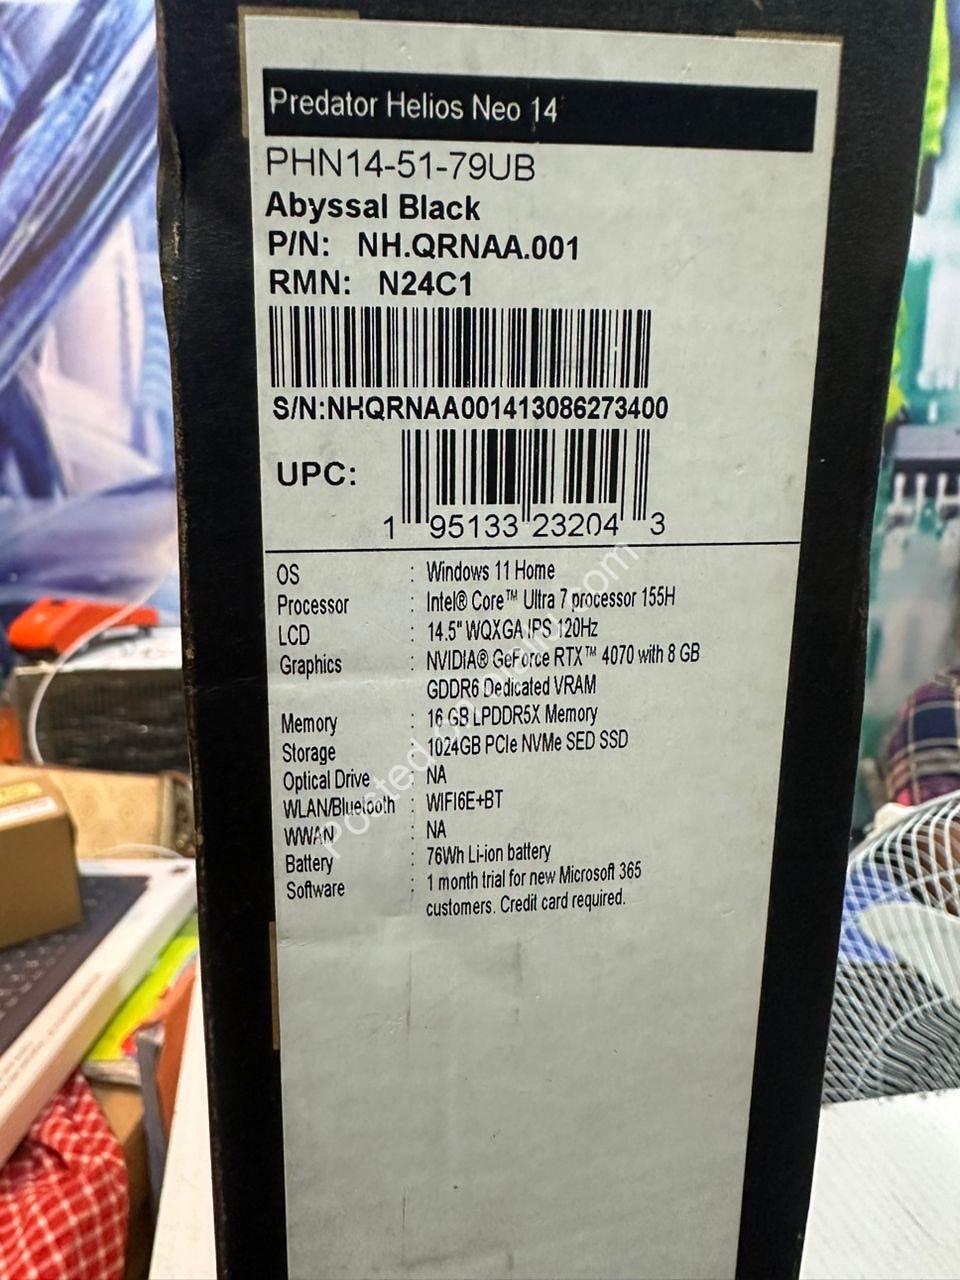 Predator Helios Neo 14
PHN14-51-79UB
Abyssal Black
P/N: NH.QRNAA.001
RMN: N24C1
S/N:NHQRNAA001413086273400
UPC:
1 95133 23204 3
OS : Windows 11 Home
Processor : Intel® Core™ Ultra 7 processor 155H
LCD : 14.5" WQXGA IPS 120Hz
Graphics : NVIDIA® GeForce RTX™ 4070 with 8 GB
GDDR6 Dedicated VRAM
Memory : 16 GB LPDDR5X Memory
Storage : 1024GB PCIe NVMe SED SSD
Optical Drive : NA
WLAN/Bluetooth : WIFI6E+BT
WWAN : NA
Battery : 76Wh Li-ion battery
Software : 1 month trial for new Microsoft 365
customers. Credit card required.
Posted on
.com